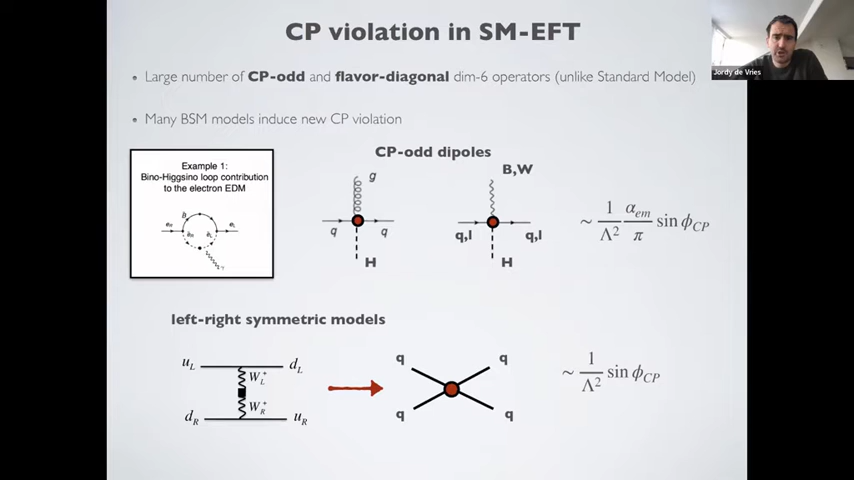 CP violation in SM-EFT
Jordy de Vries
• Large number of CP-odd and flavor-diagonal dim-6 operators (unlike Standard Model)
• Many BSM models induce new CP violation
Example 1:
Bino-Higgsino loop contribution
to the electron EDM
CP-odd dipoles
g
q q
H
B,W
q,l q,l
H
∼ 1/Λ² α_em/π sin ϕ_CP
left-right symmetric models
u_L d_L
W_L^+
W_R^+
d_R u_R
q q
q q
∼ 1/Λ² sin ϕ_CP